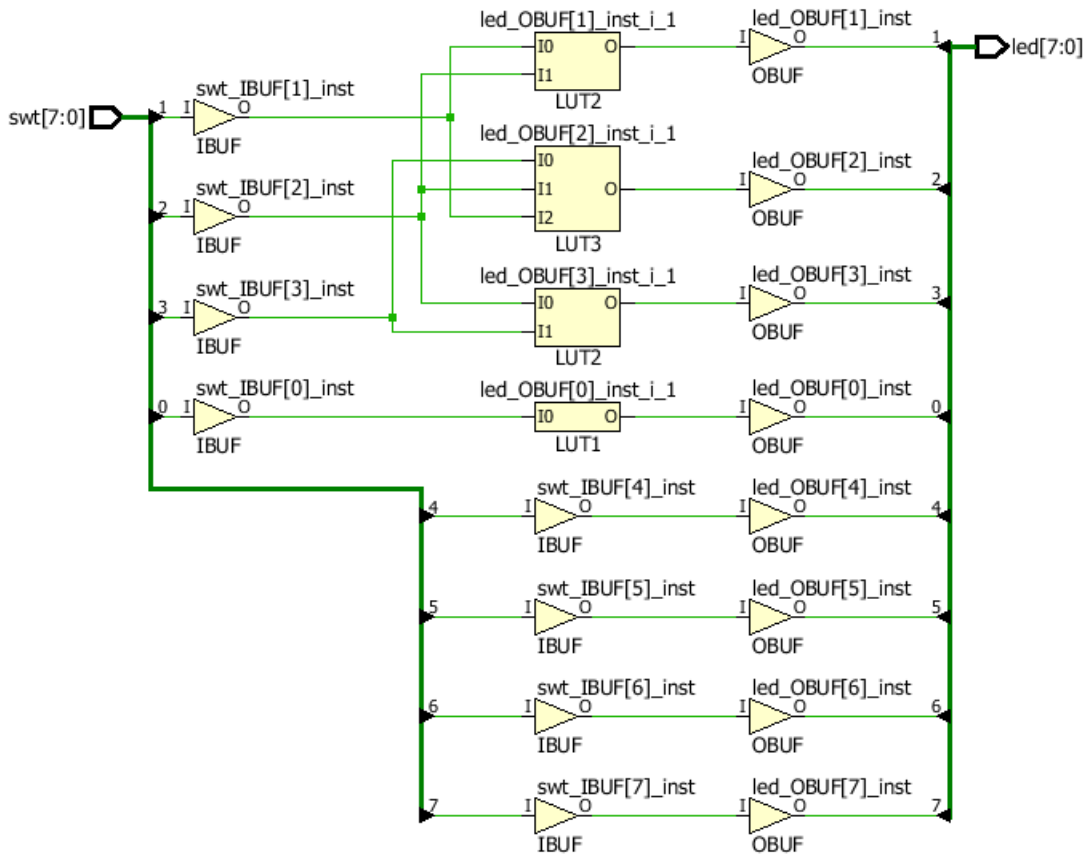 led_OBUF[1]_inst_i_1
led_OBUF[1]_inst
I0 O
I O
1
led[7:0]
I1
OBUF
swt_IBUF[1]_inst
LUT2
swt[7:0]
1 I O
IBUF
led_OBUF[2]_inst_i_1
led_OBUF[2]_inst
I0
swt_IBUF[2]_inst
I1 O
I O
2
2 I O
I2
OBUF
IBUF
LUT3
led_OBUF[3]_inst_i_1
led_OBUF[3]_inst
swt_IBUF[3]_inst
I0 O
I O
3
3 I O
I1
OBUF
IBUF
LUT2
swt_IBUF[0]_inst
led_OBUF[0]_inst_i_1
led_OBUF[0]_inst
0 I O
I0 O
I O
0
IBUF
LUT1
OBUF
swt_IBUF[4]_inst
led_OBUF[4]_inst
4 I O
I O
4
IBUF
OBUF
swt_IBUF[5]_inst
led_OBUF[5]_inst
5 I O
I O
5
IBUF
OBUF
swt_IBUF[6]_inst
led_OBUF[6]_inst
6 I O
I O
6
IBUF
OBUF
swt_IBUF[7]_inst
led_OBUF[7]_inst
7 I O
I O
7
IBUF
OBUF